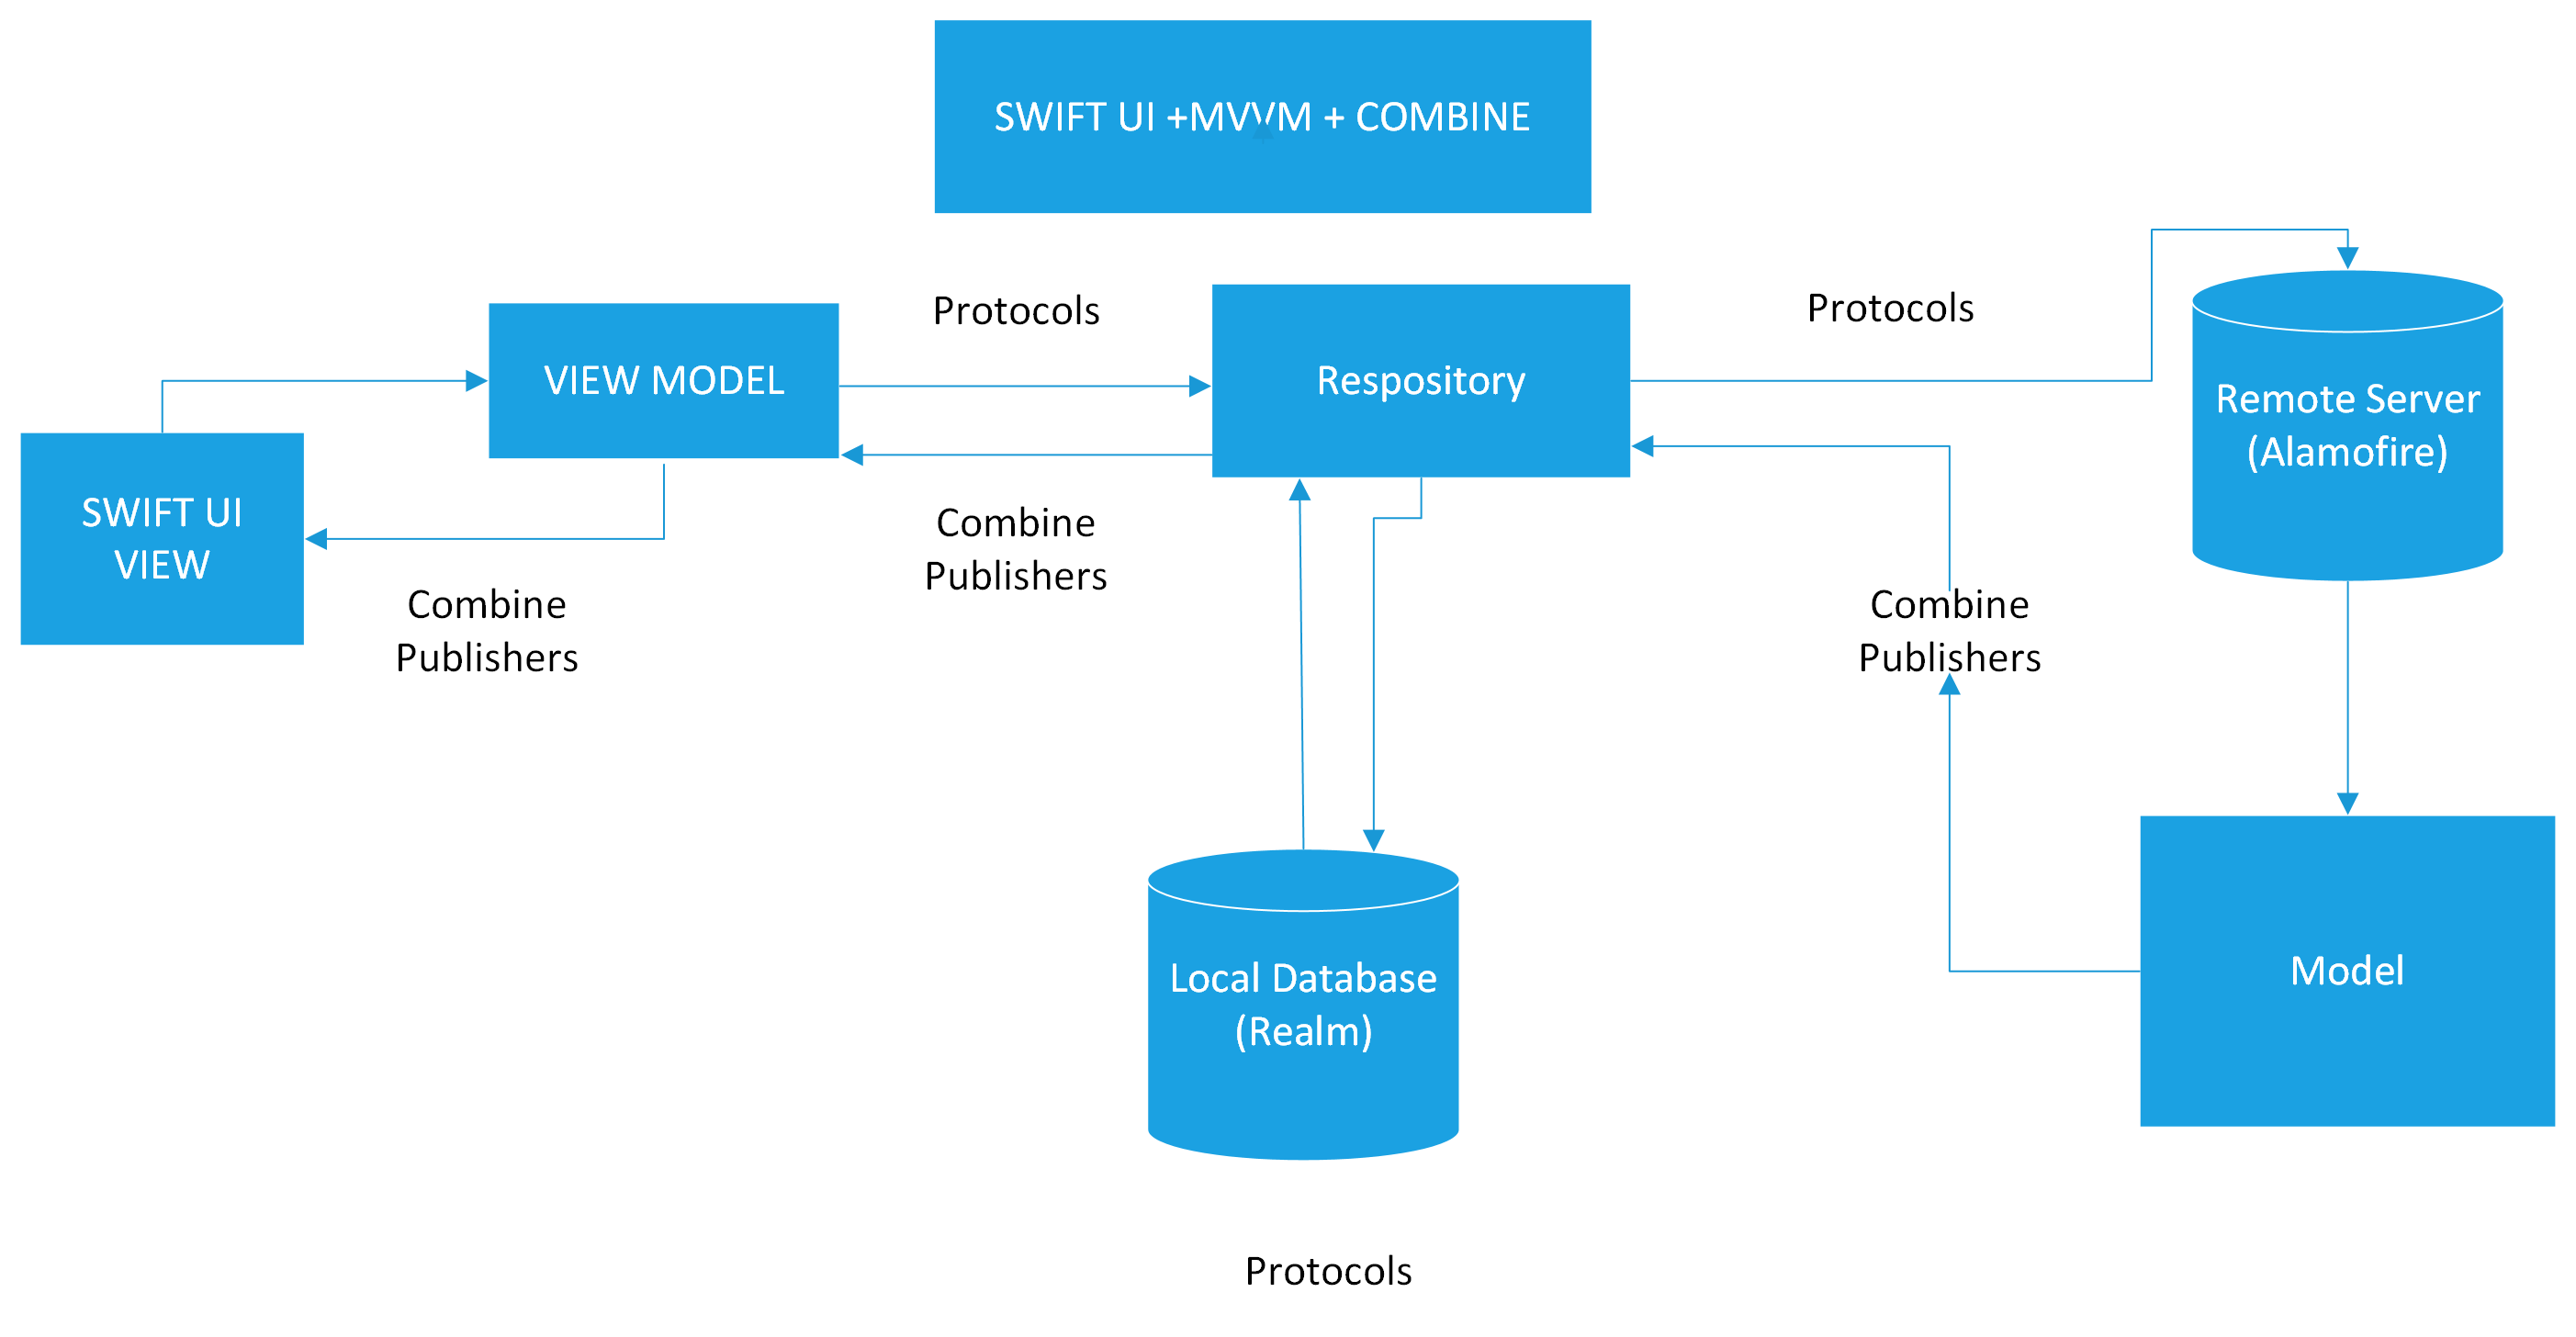 SWIFT UI +MVVM + COMBINE
Protocols
Protocols
VIEW MODEL
Respository
Remote Server
(Alamofire)
SWIFT UI
VIEW
Combine
Publishers
Combine
Publishers
Combine
Publishers
Local Database
(Realm)
Model
Protocols